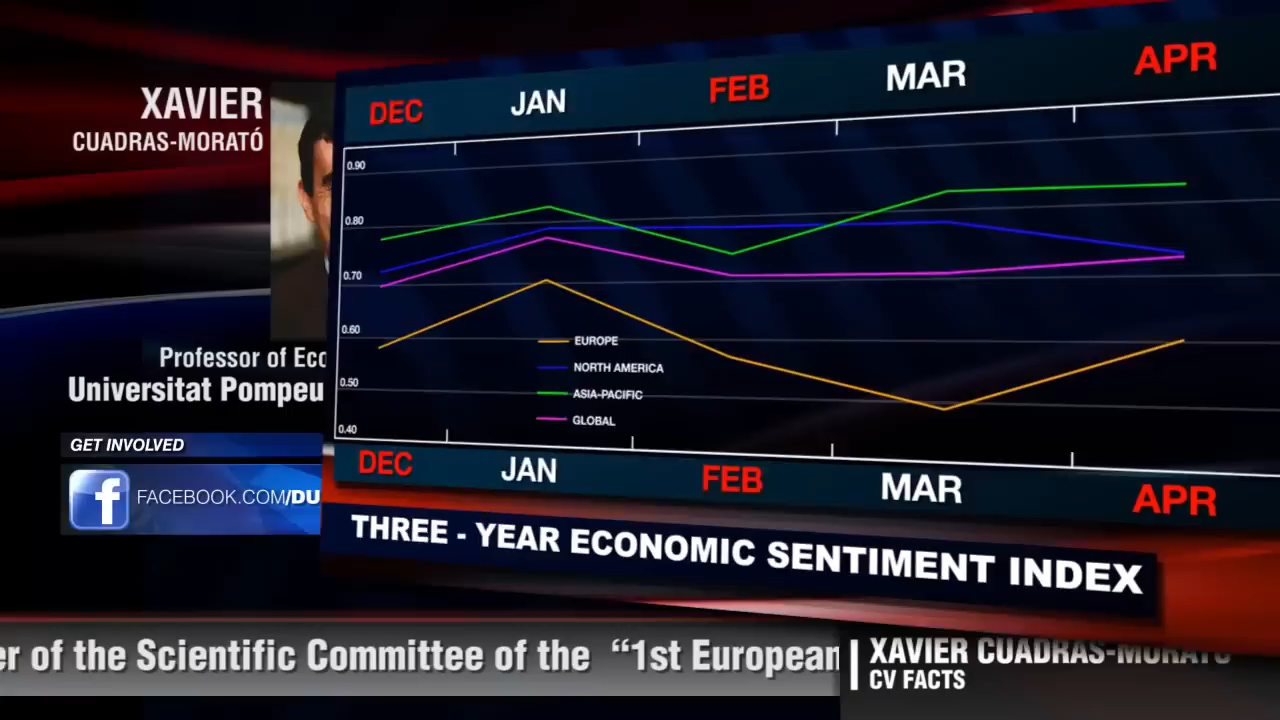 XAVIER
CUADRAS-MORATÓ
Professor of Eco
Universitat Pompeu
GET INVOLVED
FACEBOOK.COM/DU
DEC JAN FEB MAR APR
0.90
0.80
0.70
0.60
0.50
0.40
EUROPE
NORTH AMERICA
ASIA-PACIFIC
GLOBAL
DEC JAN FEB MAR APR
THREE - YEAR ECONOMIC SENTIMENT INDEX
er of the Scientific Committee of the “1st European
XAVIER CUADRAS-MORATÓ
CV FACTS